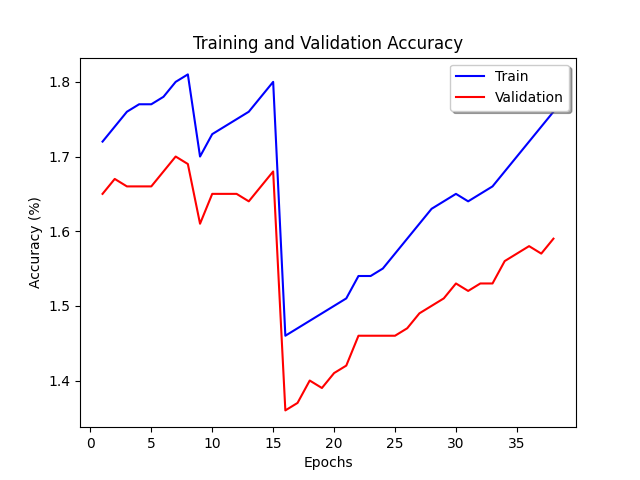 Training and Validation Accuracy
Train
Validation
Accuracy (%)
1.8
1.7
1.6
1.5
1.4
0 5 10 15 20 25 30 35
Epochs